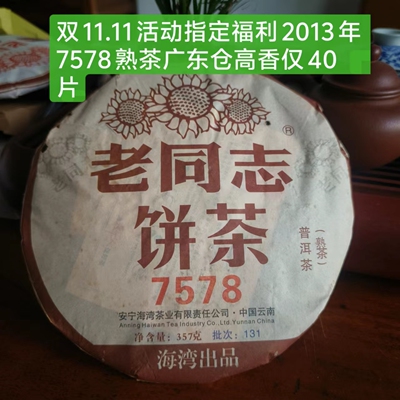 双11.11活动指定福利2013年
7578熟茶广东仓高香仅40
片
®
老同志
饼茶
普洱茶
(熟茶)
7578
安宁海湾茶业有限责任公司·中国云南
Anning Haiwan Tea Industry Co., Ltd. Yunnan China
净含量:357克 批次:131
海湾出品